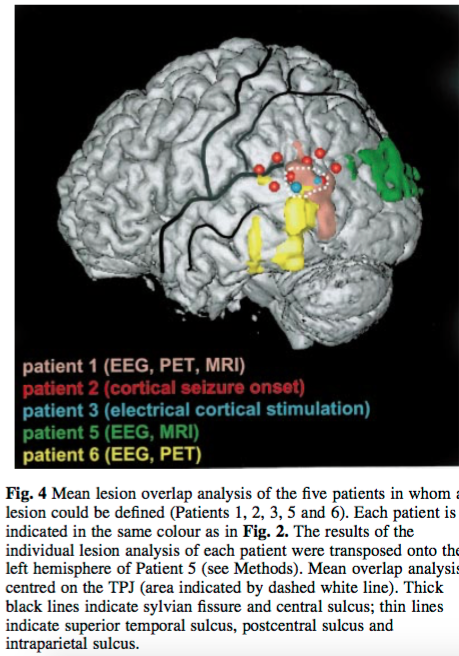 patient 1 (EEG, PET, MRI)
patient 2 (cortical seizure onset)
patient 3 (electrical cortical stimulation)
patient 5 (EEG, MRI)
patient 6 (EEG, PET)
Fig. 4 Mean lesion overlap analysis of the five patients in whom a
lesion could be defined (Patients 1, 2, 3, 5 and 6). Each patient is
indicated in the same colour as in Fig. 2. The results of the
individual lesion analysis of each patient were transposed onto the
left hemisphere of Patient 5 (see Methods). Mean overlap analysis
centred on the TPJ (area indicated by dashed white line). Thick
black lines indicate sylvian fissure and central sulcus; thin lines
indicate superior temporal sulcus, postcentral sulcus and
intraparietal sulcus.